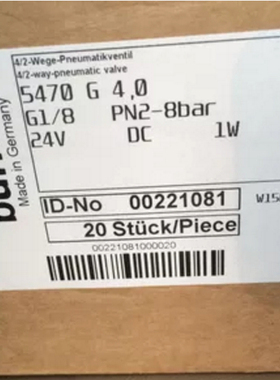 4/2-Wege-Pneumatikventil
4/2-way-pneumatic valve
5470 G 4,0
G1/8 PN2-8bar
24V DC 1W
Made in Germany
ID-No 00221081
20 Stück/Piece
00221081000020